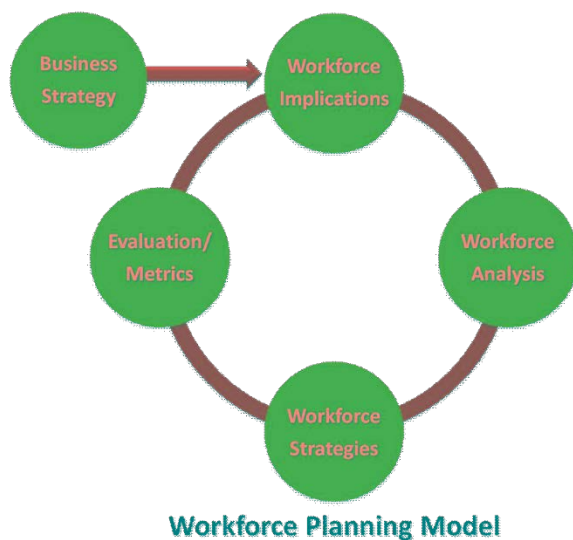 Business
Strategy
Workforce
Implications
Evaluation/
Metrics
Workforce
Analysis
Workforce
Strategies
Workforce Planning Model